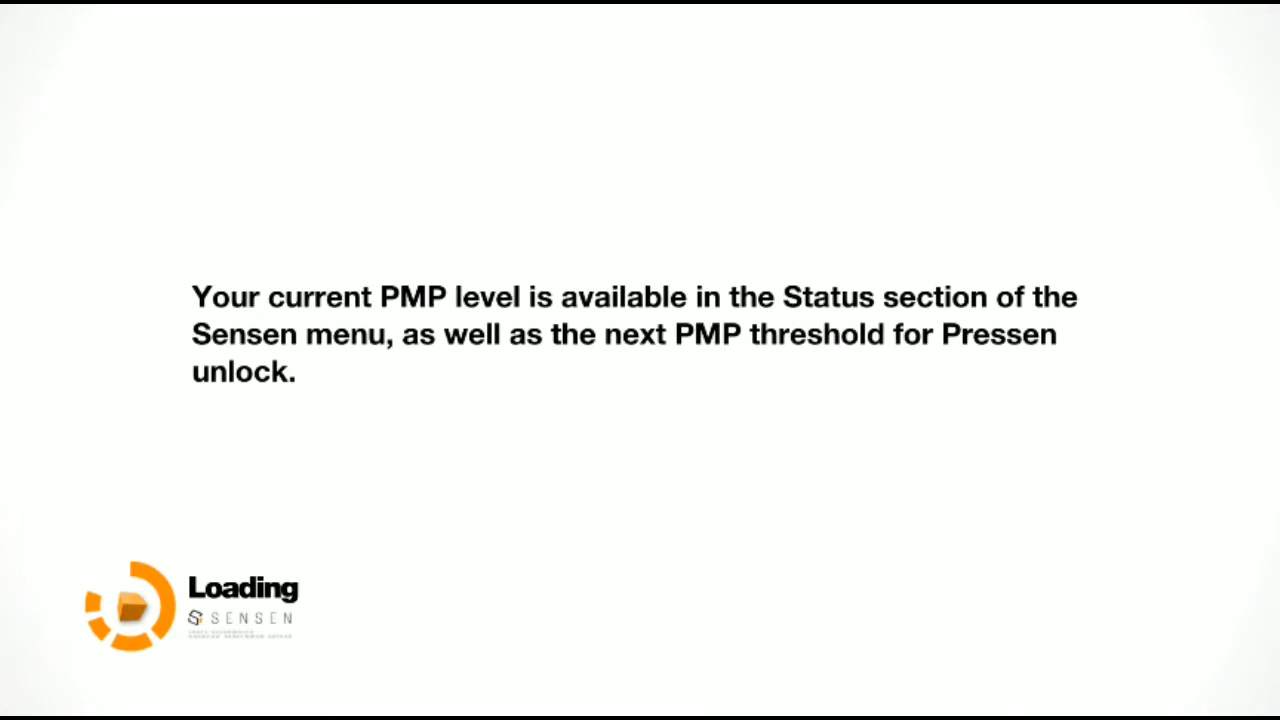 Your current PMP level is available in the Status section of the
Sensen menu, as well as the next PMP threshold for Pressen
unlock.
Loading
SENSEN